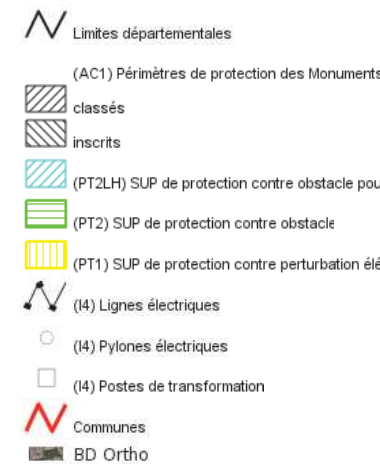 Limites départementales
(AC1) Périmètres de protection des Monuments
classés
inscrits
(PT2LH) SUP de protection contre obstacle pou
(PT2) SUP de protection contre obstacle
(PT1) SUP de protection contre perturbation élé
(I4) Lignes électriques
(I4) Pylones électriques
(I4) Postes de transformation
Communes
BD Ortho